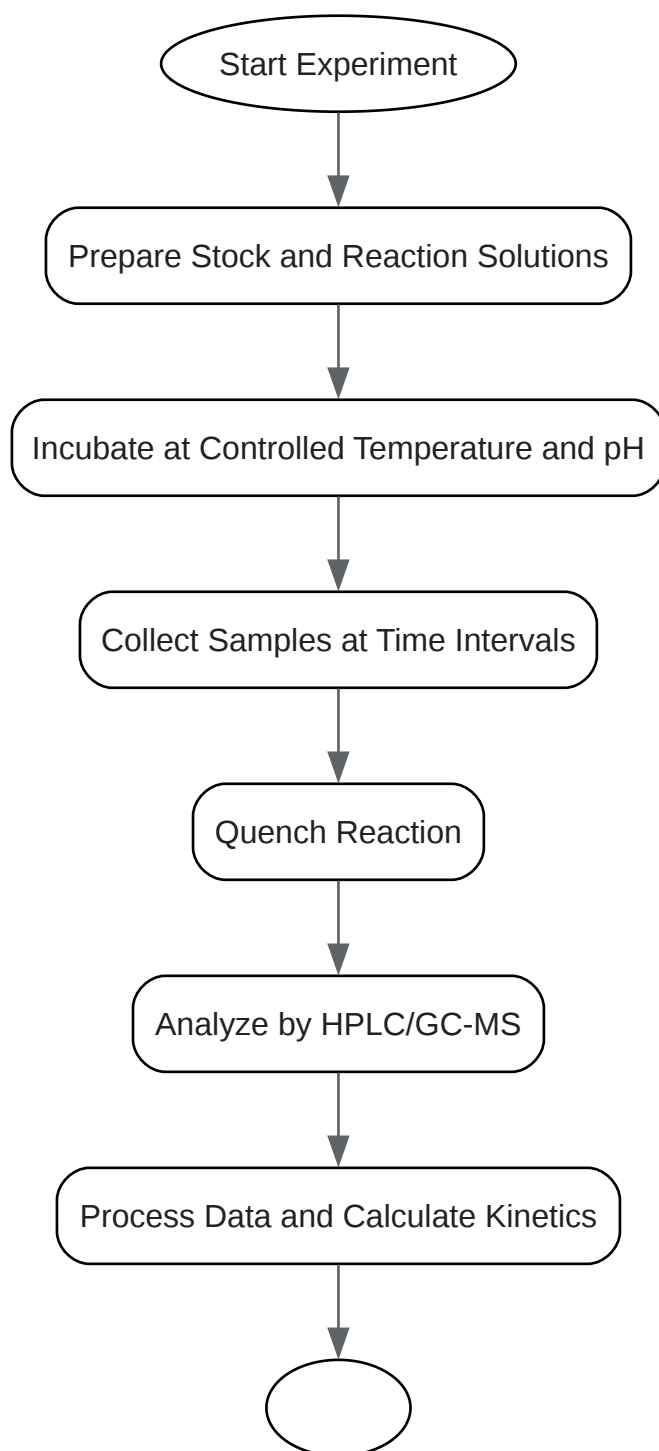 Start Experiment
Prepare Stock and Reaction Solutions
Incubate at Controlled Temperature and pH
Collect Samples at Time Intervals
Quench Reaction
Analyze by HPLC/GC-MS
Process Data and Calculate Kinetics